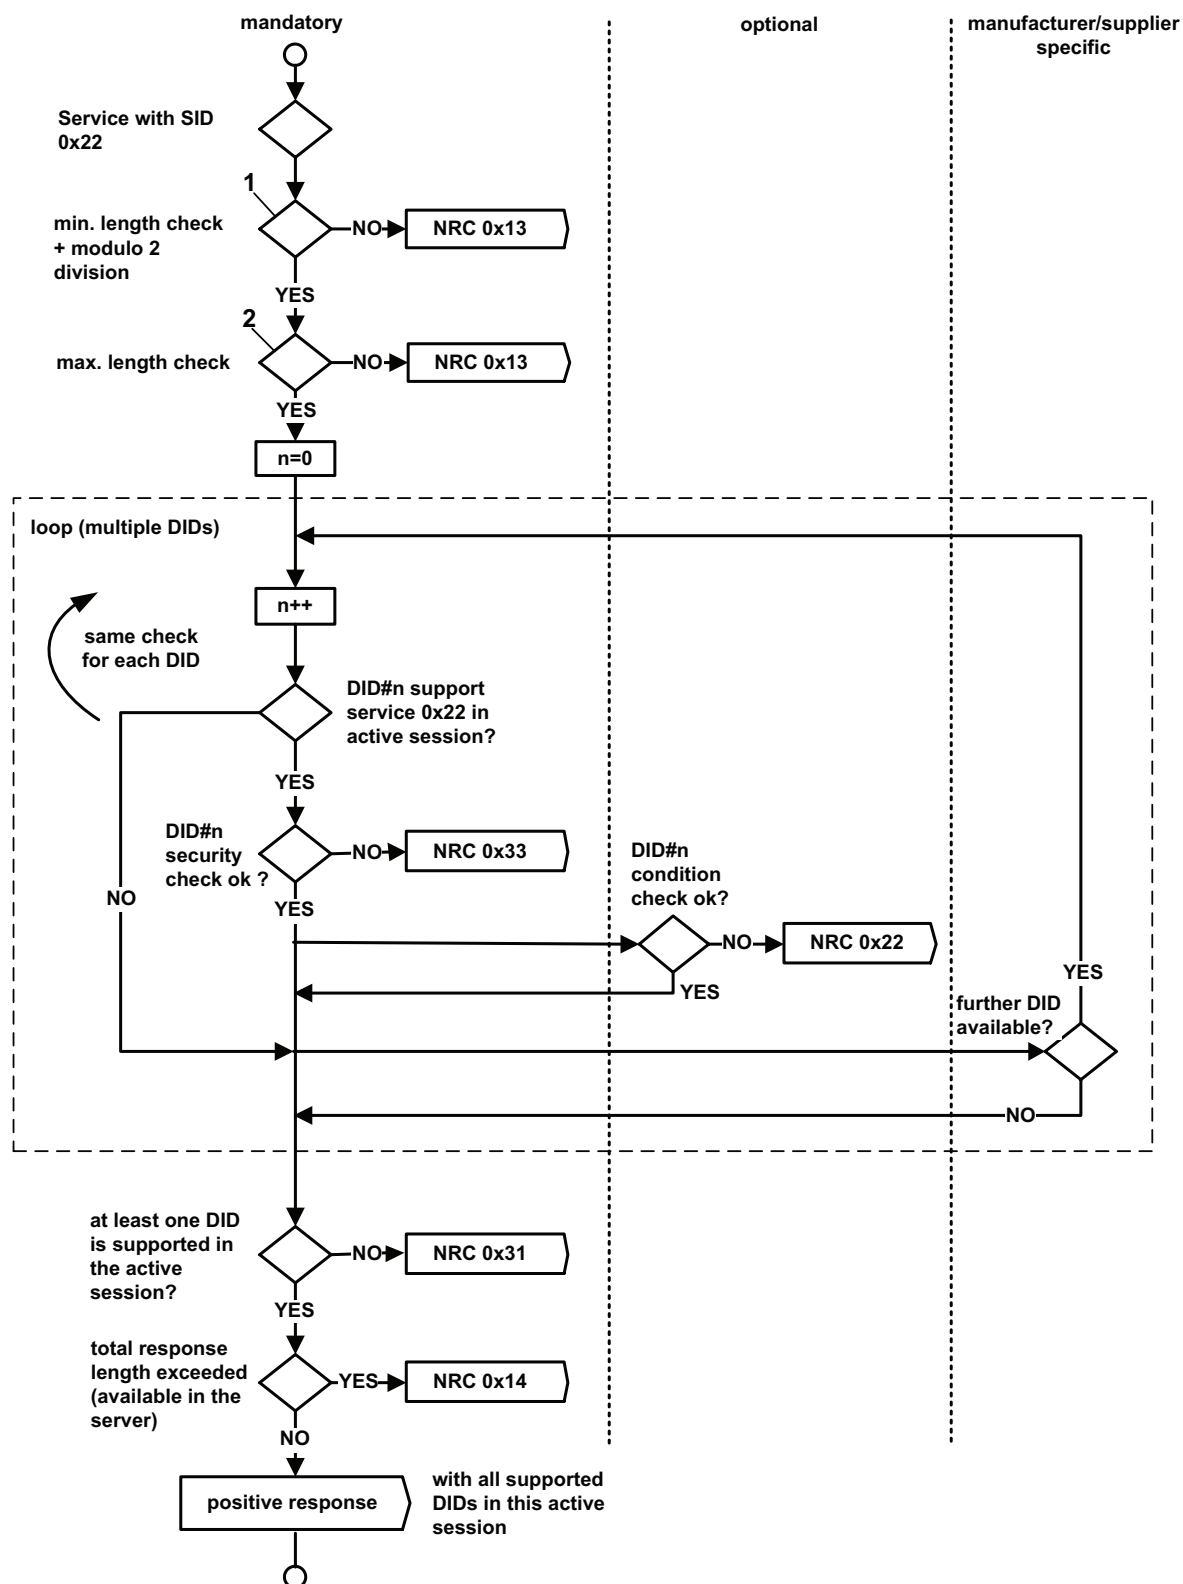 mandatory
optional
manufacturer/supplier
specific
Service with SID
0x22
1
min. length check
+ modulo 2
division
NO
NRC 0x13
YES
2
max. length check
NO
NRC 0x13
YES
n=0
loop (multiple DIDs)
n++
same check
for each DID
DID#n support
service 0x22 in
active session?
YES
DID#n
security
check ok ?
NO
NRC 0x33
YES
NO
DID#n
condition
check ok?
NO
NRC 0x22
YES
YES
further DID
available?
NO
at least one DID
is supported in
the active
session?
NO
NRC 0x31
YES
total response
length exceeded
(available in the
server)
YES
NRC 0x14
NO
positive response
with all supported
DIDs in this active
session